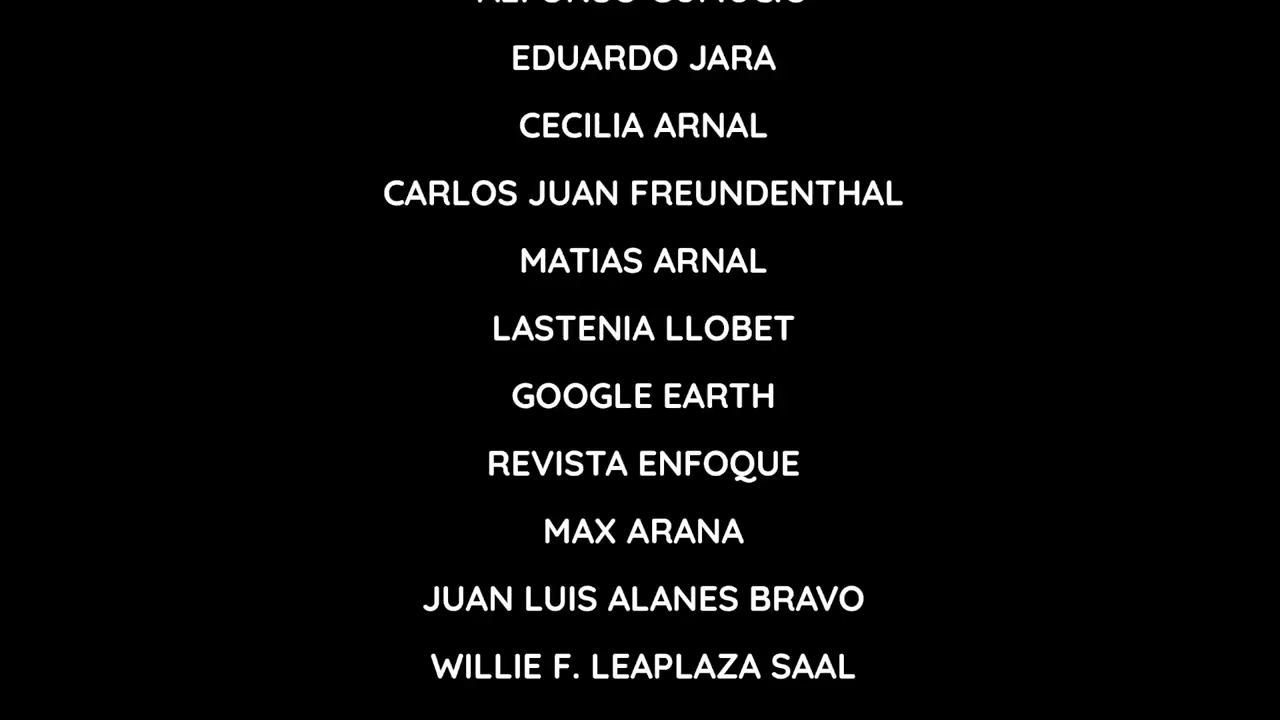 EDUARDO JARA
CECILIA ARNAL
CARLOS JUAN FREUNDENTHAL
MATIAS ARNAL
LASTENIA LLOBET
GOOGLE EARTH
REVISTA ENFOQUE
MAX ARANA
JUAN LUIS ALANES BRAVO
WILLIE F. LEAPLAZA SAAL